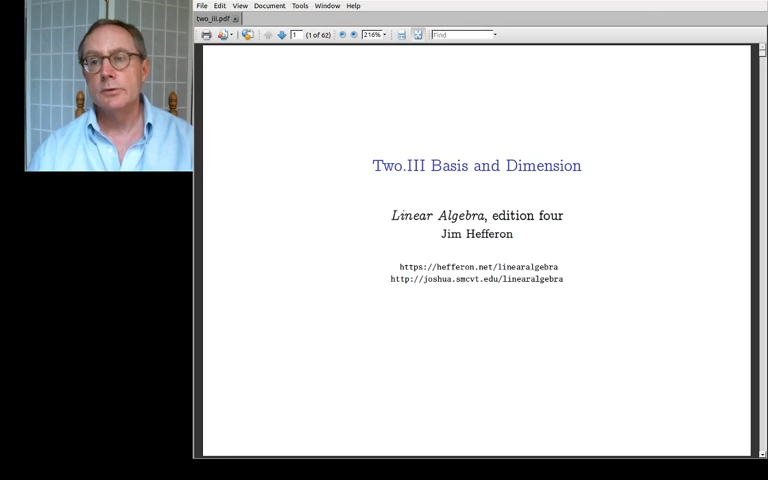 File Edit View Document Tools Window Help
two_iii.pdf
1 (1 of 62) 216% Find
Two.III Basis and Dimension
Linear Algebra, edition four
Jim Hefferon
https://hefferon.net/linearalgebra
http://joshua.smcvt.edu/linearalgebra